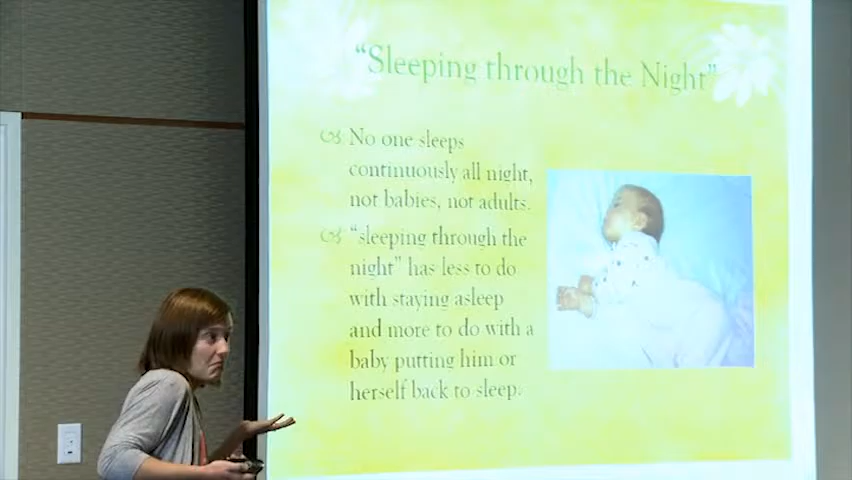 “Sleeping through the Night”
No one sleeps
continuously all night,
not babies, not adults.
“sleeping through the
night” has less to do
with staying asleep
and more to do with a
baby putting him or
herself back to sleep.